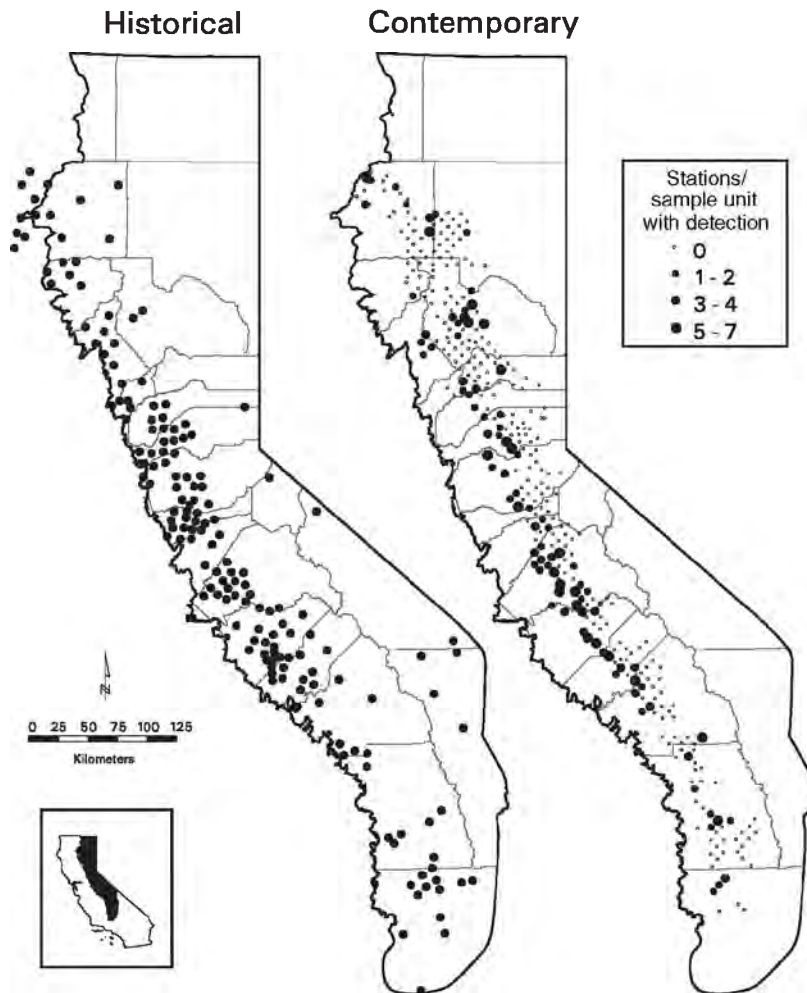 Historical
Contemporary
Stations/
sample unit
with detection
0
1 - 2
3 - 4
5 - 7
N
0 25 50 75 100 125
Kilometers